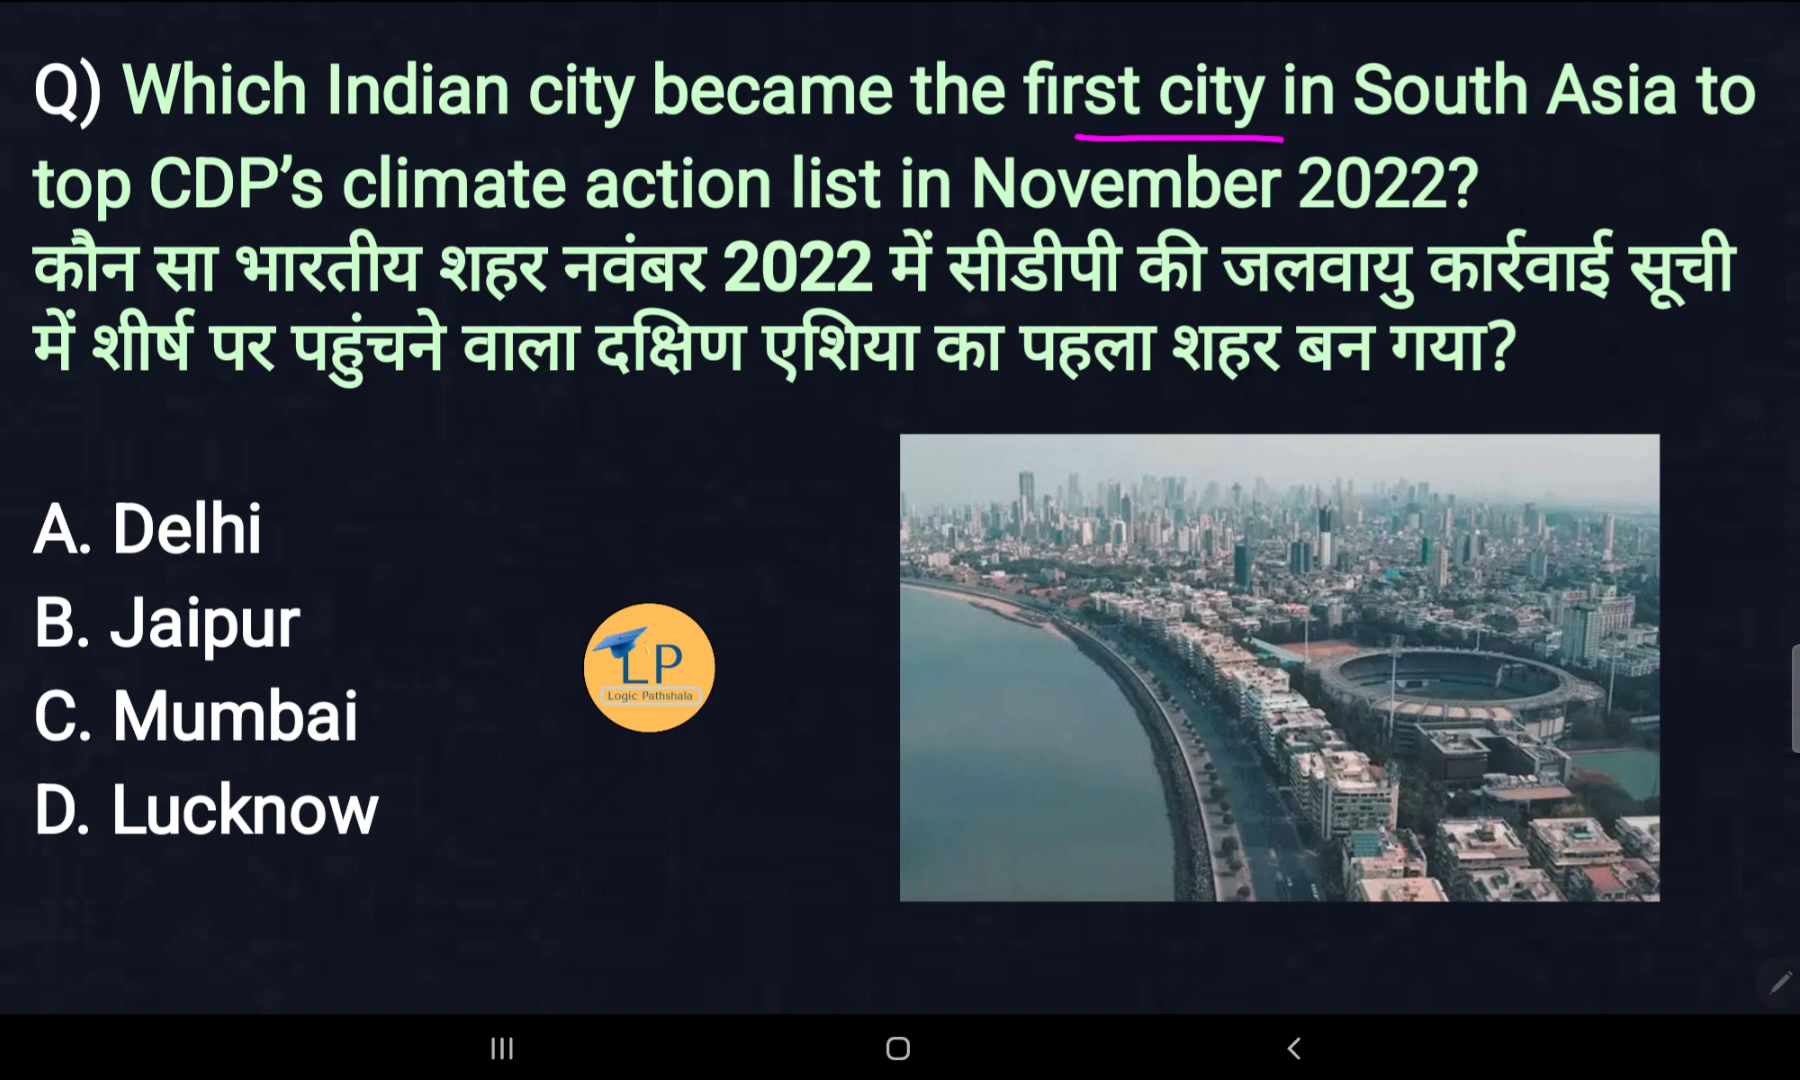 Q) Which Indian city became the first city in South Asia to
top CDP’s climate action list in November 2022?
कौन सा भारतीय शहर नवंबर 2022 में सीडीपी की जलवायु कार्रवाई सूची
में शीर्ष पर पहुंचने वाला दक्षिण एशिया का पहला शहर बन गया?
A. Delhi
B. Jaipur
C. Mumbai
D. Lucknow
LP
Logic Pathshala